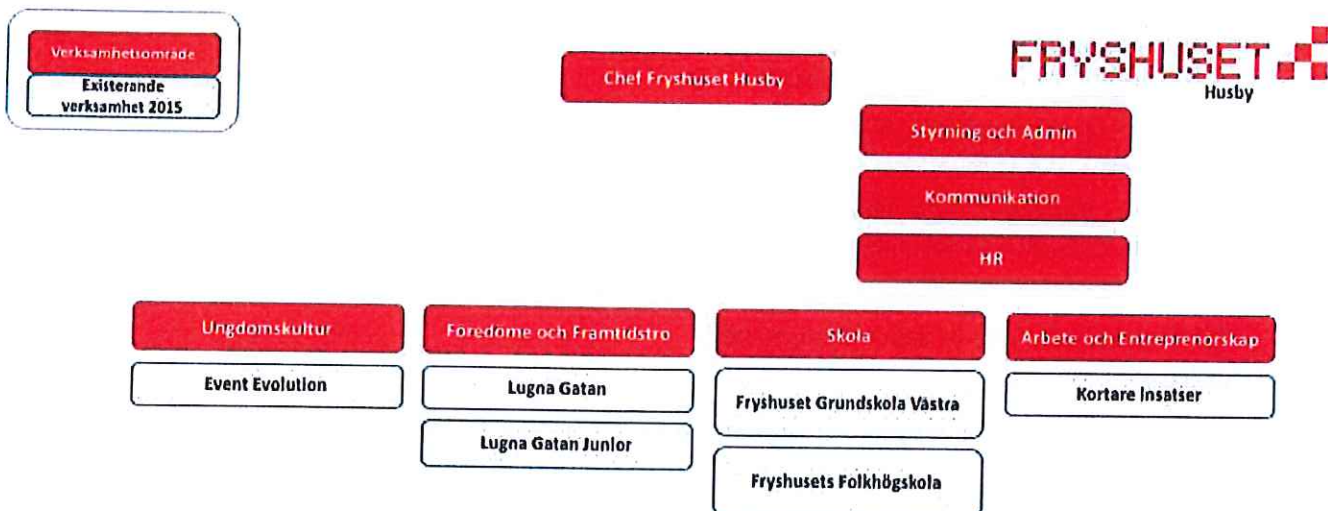 Verksamhetsområde
Existerande
verksamhet 2015
Chef Fryshuset Husby
FRYSHUSET
Husby
Styrning och Admin
Kommunikation
HR
Ungdomskultur
Föredöme och Framtidstro
Skola
Arbete och Entreprenörskap
Event Evolution
Lugna Gatan
Fryshuset Grundskola Västra
Kortare Insatser
Lugna Gatan Junior
Fryshusets Folkhögskola